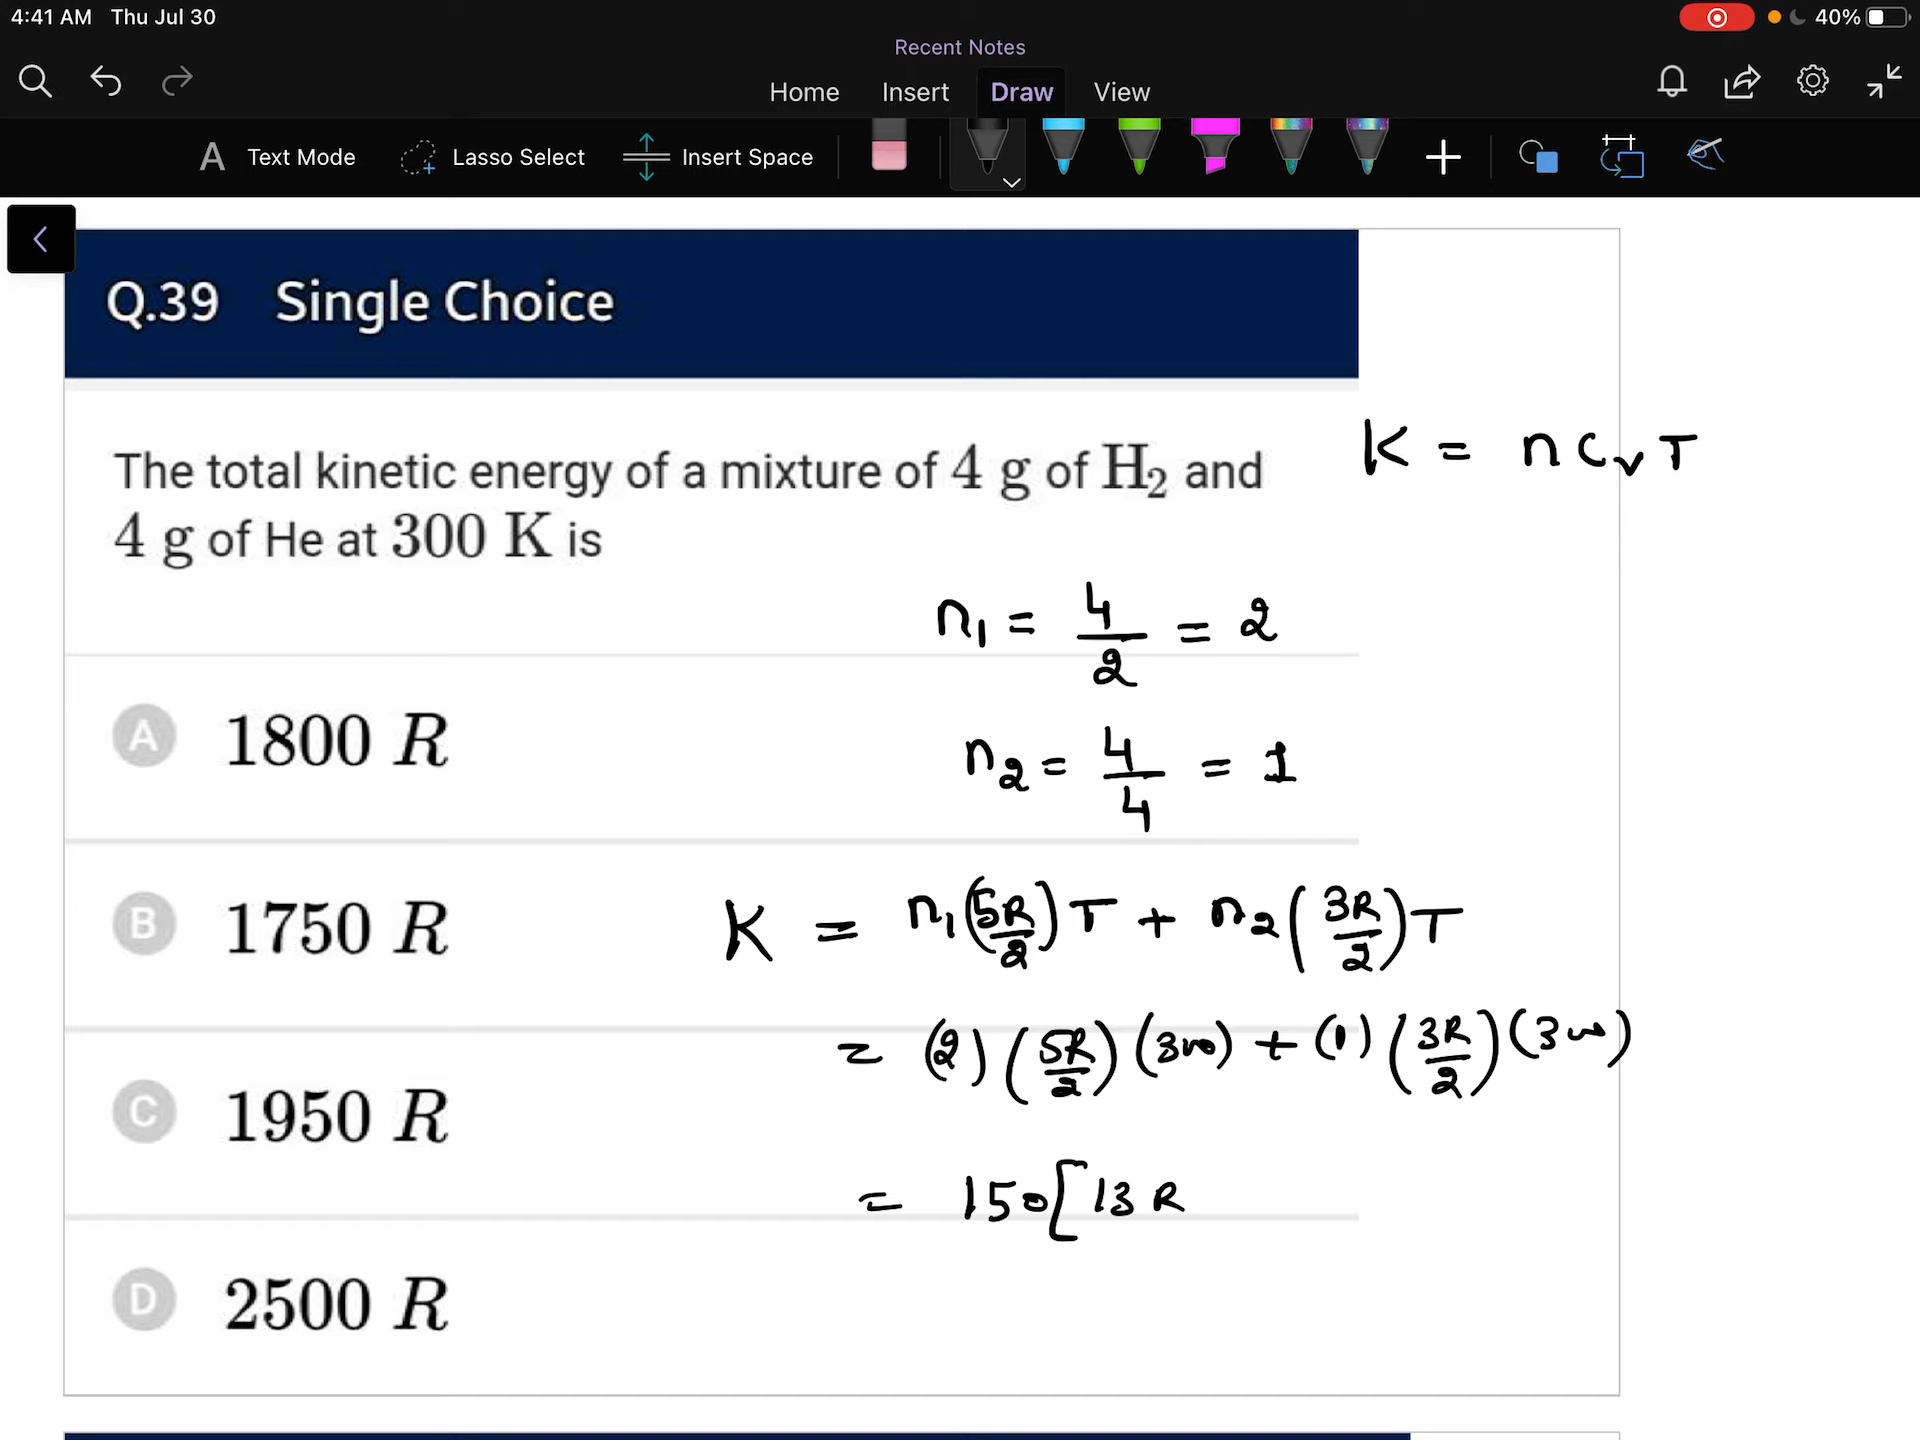 4:41 AM Thu Jul 30
40%
Recent Notes
Home Insert Draw View
A Text Mode Lasso Select Insert Space
Q.39 Single Choice
The total kinetic energy of a mixture of 4 g of H₂ and
4 g of He at 300 K is
K = n Cᵥ T
n₁ = 4/2 = 2
A 1800 R
n₂ = 4/4 = 1
B 1750 R
K = n₁(5R/2)T + n₂(3R/2)T
= (2)(5R/2)(300) + (1)(3R/2)(300)
C 1950 R
= 150[13R
D 2500 R